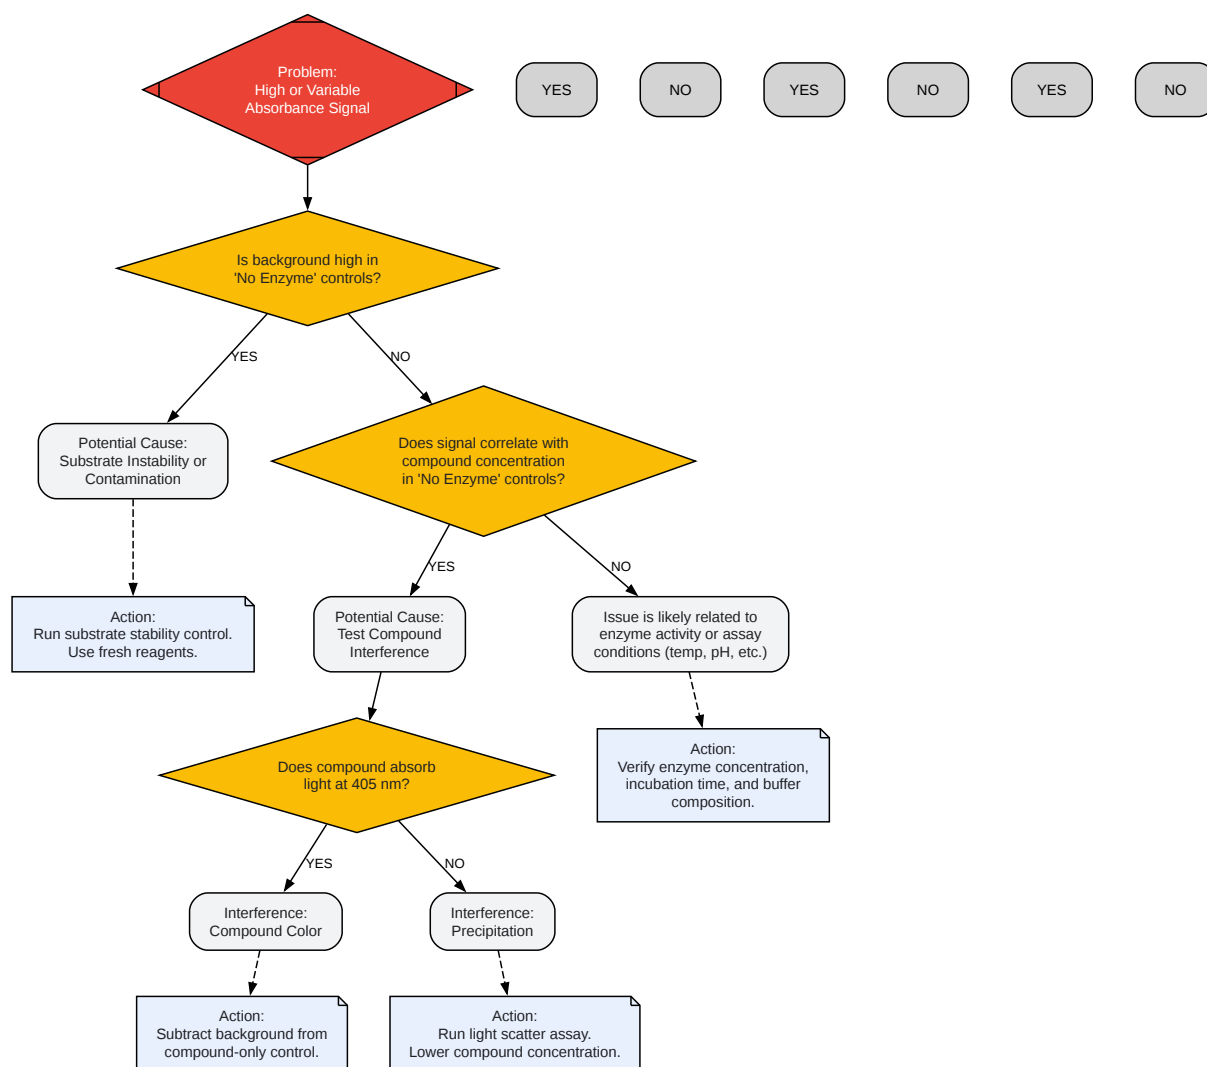 Problem:
High or Variable
Absorbance Signal
YES
NO
YES
NO
YES
NO
Is background high in
'No Enzyme' controls?
YES
NO
Potential Cause:
Substrate Instability or
Contamination
Does signal correlate with
compound concentration
in 'No Enzyme' controls?
YES
NO
Action:
Run substrate stability control.
Use fresh reagents.
Potential Cause:
Test Compound
Interference
Issue is likely related to
enzyme activity or assay
conditions (temp, pH, etc.)
Does compound absorb
light at 405 nm?
Action:
Verify enzyme concentration,
incubation time, and buffer
composition.
YES
NO
Interference:
Compound Color
Interference:
Precipitation
Action:
Subtract background from
compound-only control.
Action:
Run light scatter assay.
Lower compound concentration.